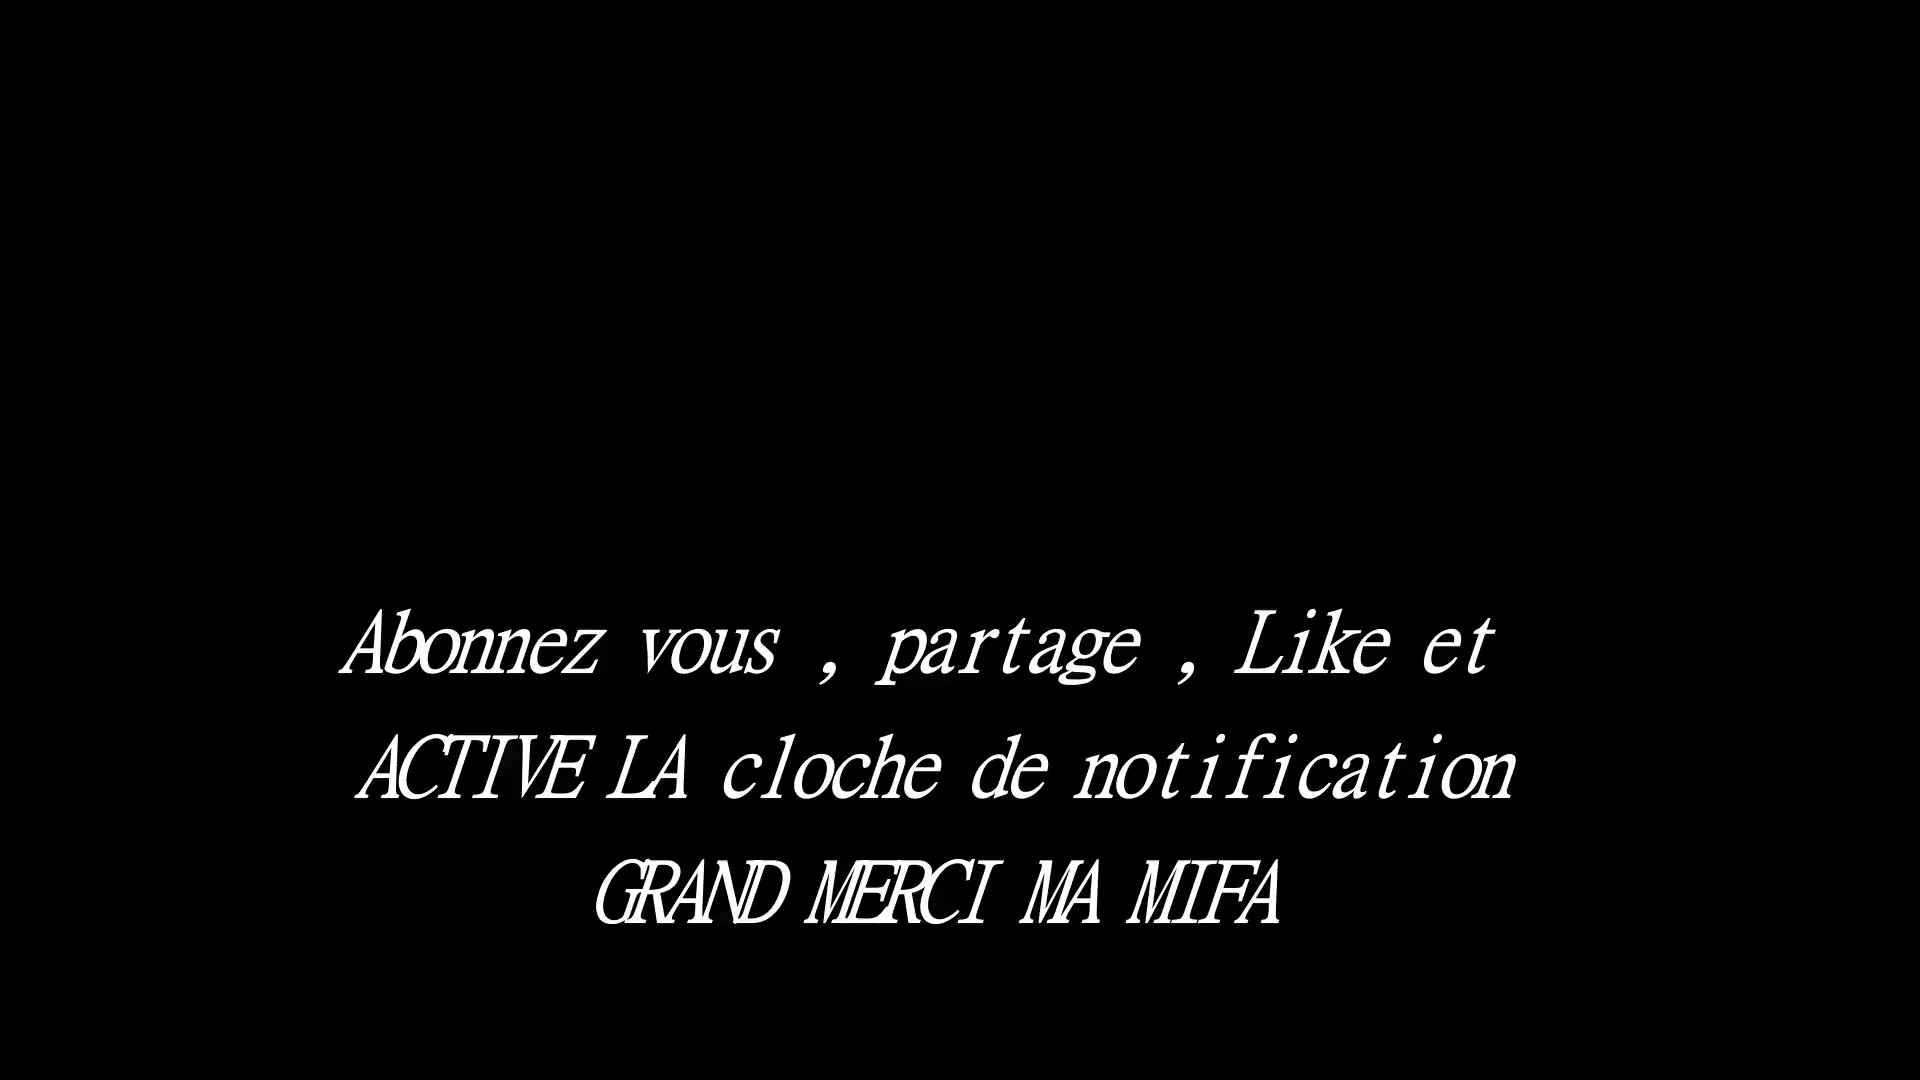 Abonnez vous , partage , Like et
ACTIVE LA cloche de notification
GRAND MERCI MA MIFA